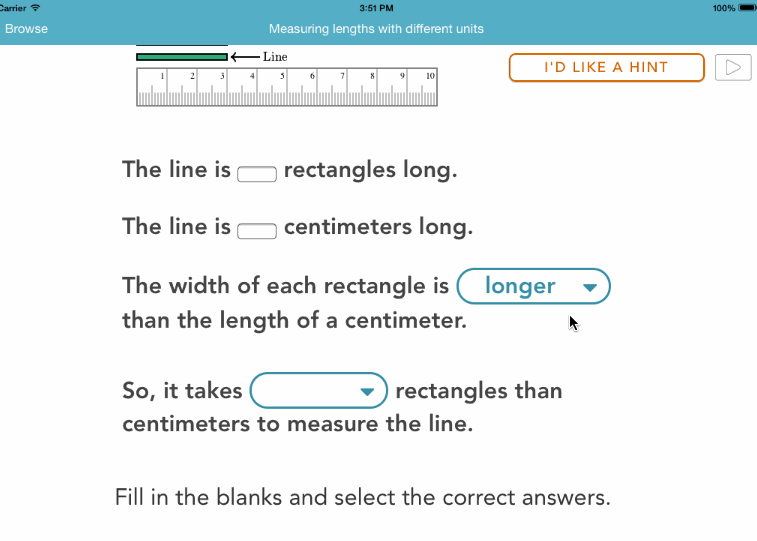 Carrier 3:51 PM 100%
Browse Measuring lengths with different units
Line
I'D LIKE A HINT
1 2 3 4 5 6 7 8 9 10
The line is rectangles long.
The line is centimeters long.
The width of each rectangle is longer
than the length of a centimeter.
So, it takes rectangles than
centimeters to measure the line.
Fill in the blanks and select the correct answers.